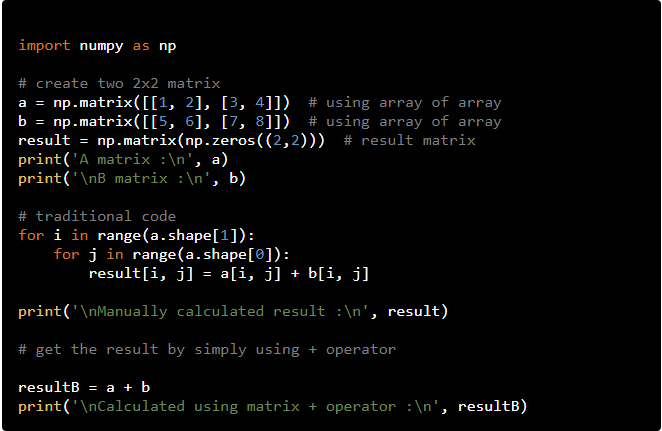 import numpy as np
# create two 2x2 matrix
a = np.matrix([[1, 2], [3, 4]])  # using array of array
b = np.matrix([[5, 6], [7, 8]])  # using array of array
result = np.matrix(np.zeros((2,2)))  # result matrix
print('A matrix :\n', a)
print('\nB matrix :\n', b)
# traditional code
for i in range(a.shape[1]):
    for j in range(a.shape[0]):
        result[i, j] = a[i, j] + b[i, j]
print('\nManually calculated result :\n', result)
# get the result by simply using + operator
resultB = a + b
print('\nCalculated using matrix + operator :\n', resultB)